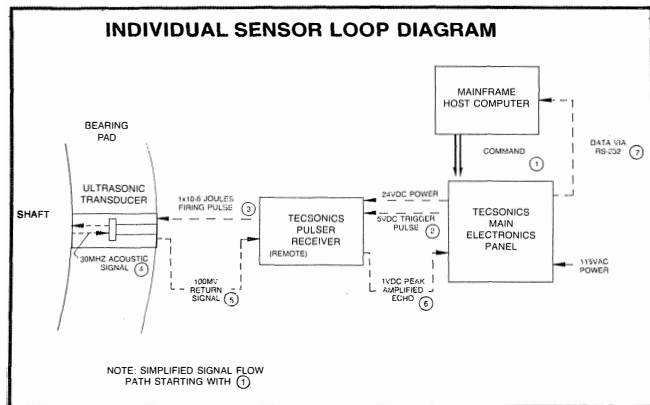 INDIVIDUAL SENSOR LOOP DIAGRAM
MAINFRAME
HOST COMPUTER
BEARING
PAD
DATA VIA
RS-232 7
COMMAND
1
ULTRASONIC
TRANSDUCER
1x10-6 JOULES
FIRING PULSE 3
24VDC POWER
SHAFT
TECSONICS
PULSER
RECEIVER
(REMOTE)
5VDC TRIGGER
PULSE 2
TECSONICS
MAIN
ELECTRONICS
PANEL
30MHZ ACOUSTIC
SIGNAL 4
115VAC
POWER
100MV
RETURN
SIGNAL 5
1VDC PEAK
AMPLIFIED
ECHO 6
NOTE: SIMPLIFIED SIGNAL FLOW
PATH STARTING WITH 1